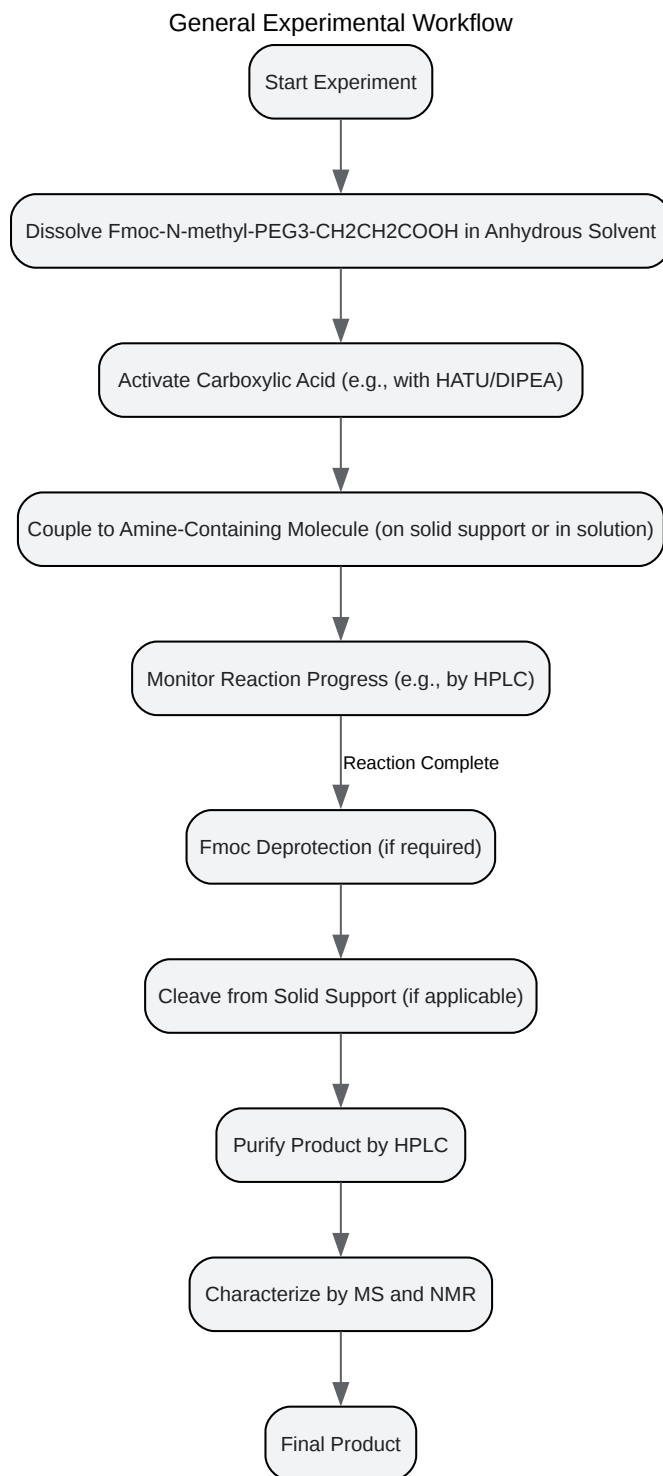 General Experimental Workflow
Start Experiment
Dissolve Fmoc-N-methyl-PEG3-CH2CH2COOH in Anhydrous Solvent
Activate Carboxylic Acid (e.g., with HATU/DIPEA)
Couple to Amine-Containing Molecule (on solid support or in solution)
Monitor Reaction Progress (e.g., by HPLC)
Reaction Complete
Fmoc Deprotection (if required)
Cleave from Solid Support (if applicable)
Purify Product by HPLC
Characterize by MS and NMR
Final Product